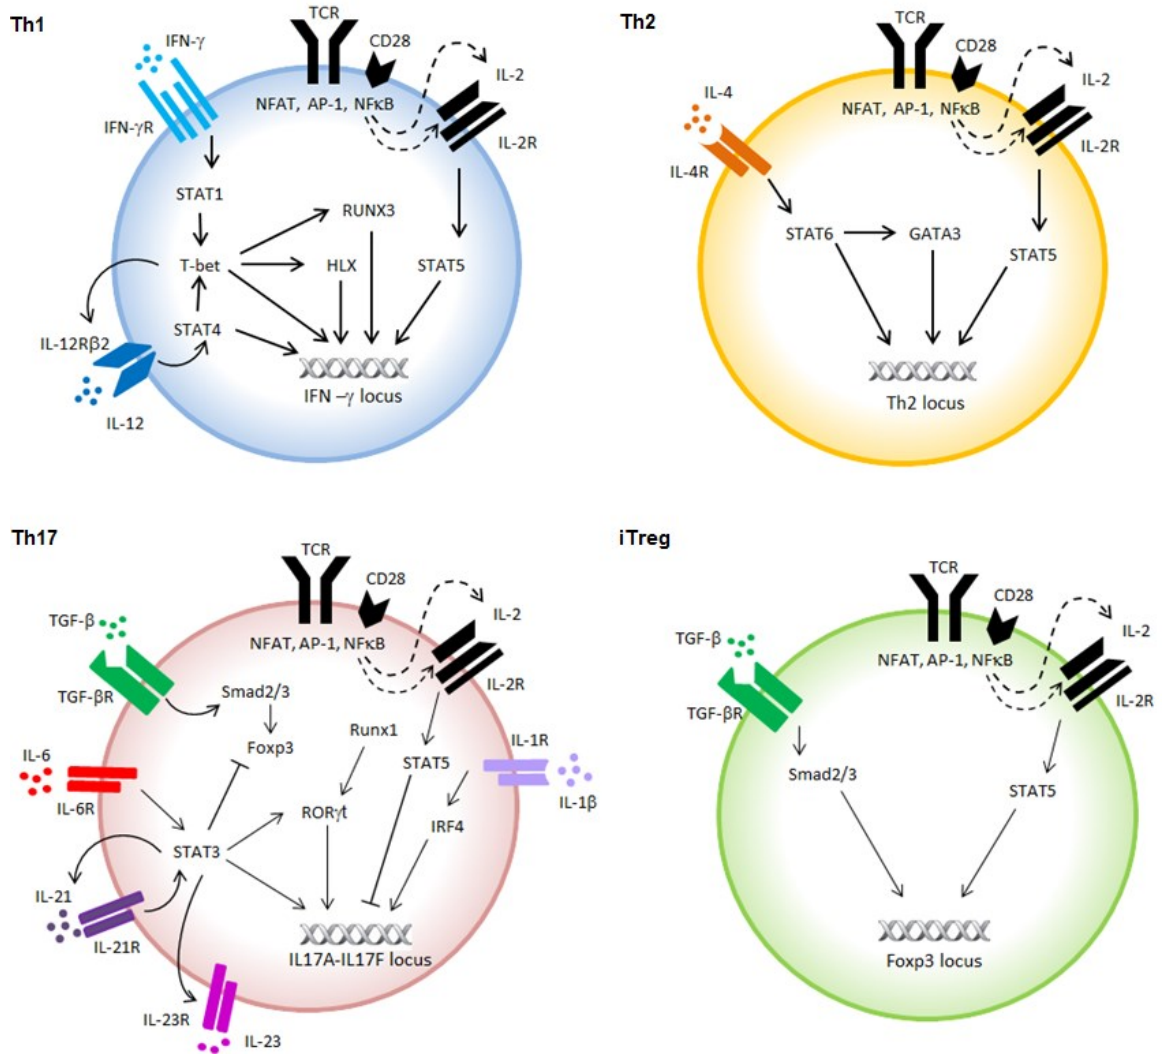 Th1
TCR
IFN-γ
CD28
IL-2
NFAT, AP-1, NFκB
IFN-γR
IL-2R
STAT1
RUNX3
T-bet
HLX
STAT5
STAT4
IL-12Rβ2
IFN –γ locus
IL-12
Th2
TCR
CD28
IL-2
IL-4
NFAT, AP-1, NFκB
IL-2R
IL-4R
STAT6
GATA3
STAT5
Th2 locus
Th17
TCR
CD28
TGF-β
IL-2
NFAT, AP-1, NFκB
IL-2R
TGF-βR
Smad2/3
Runx1
IL-1R
Foxp3
IL-6
STAT5
IL-1β
IL-6R
RORγt
IRF4
STAT3
IL-21
IL-21R
IL17A-IL17F locus
IL-23R
IL-23
iTreg
TCR
CD28
IL-2
TGF-β
NFAT, AP-1, NFκB
IL-2R
TGF-βR
Smad2/3
STAT5
Foxp3 locus